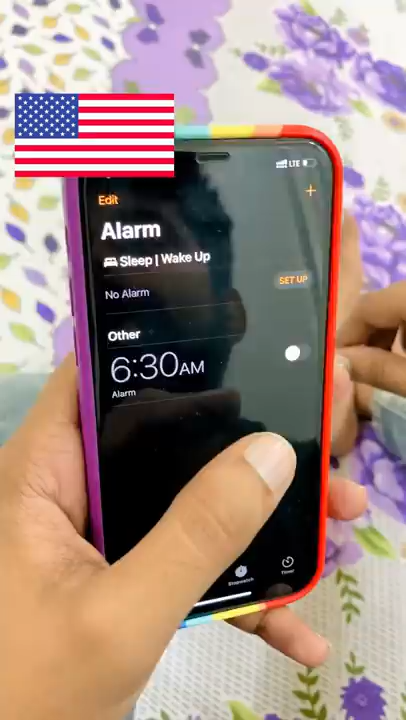 LTE
Edit
+
Alarm
Sleep | Wake Up
No Alarm
SET UP
Other
6:30AM
Alarm
Stopwatch
Timer